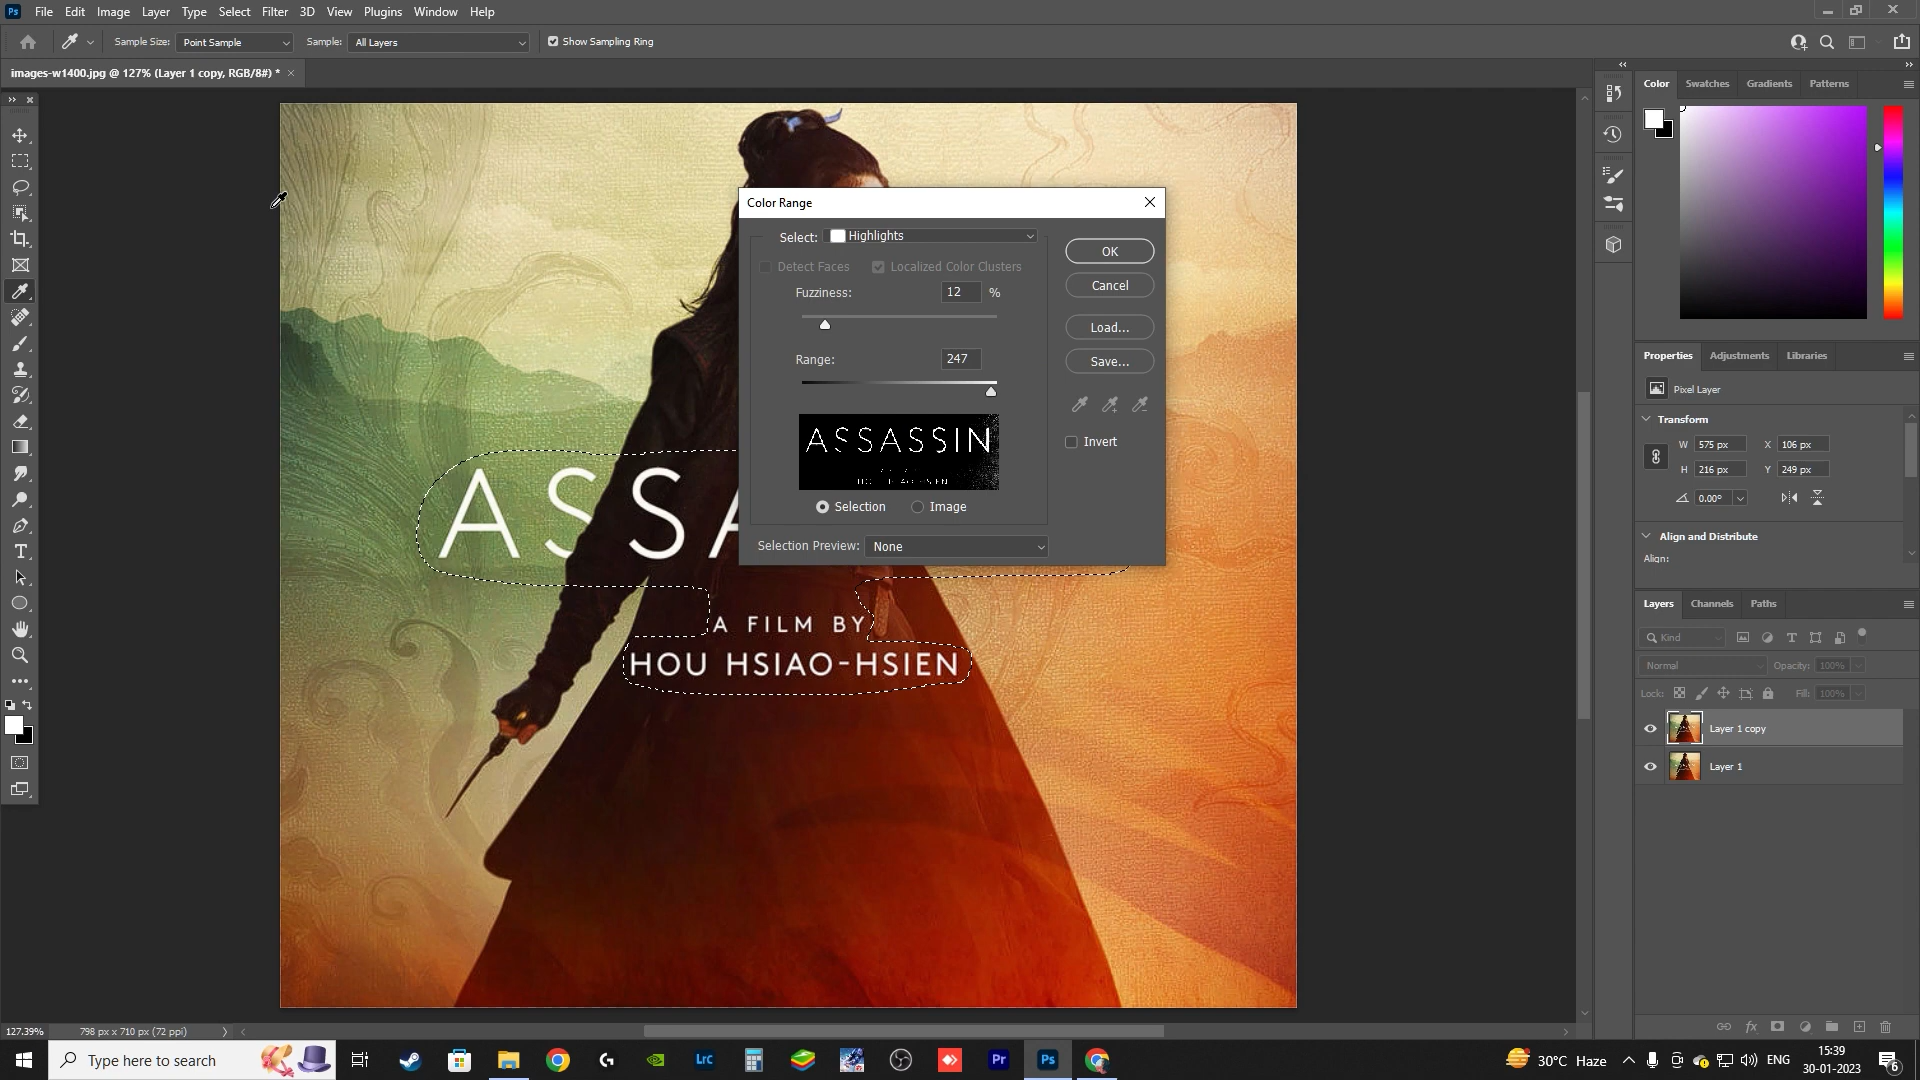 Ps File Edit Image Layer Type Select Filter 3D View Plugins Window Help
Sample Size: Point Sample Sample: All Layers Show Sampling Ring
images-w1400.jpg @ 127% (Layer 1 copy, RGB/8#) * ×
Color Swatches Gradients Patterns
Color Range
Select: Highlights
OK
Detect Faces Localized Color Clusters
Cancel
Fuzziness: 12 %
Load...
Range: 247
Save...
ASSASSIN
Invert
Selection Image
Selection Preview: None
ASSA
A FILM BY
HOU HSIAO-HSIEN
Properties Adjustments Libraries
Pixel Layer
Transform
W 575 px X 106 px
H 216 px Y 249 px
0.00°
Align and Distribute
Align:
Layers Channels Paths
Kind
Normal Opacity: 100%
Lock: Fill: 100%
Layer 1 copy
Layer 1
127.39% 798 px x 710 px (72 ppi)
Type here to search
Lrc
Pr
Ps
30°C Haze
ENG
15:39
30-01-2023
6